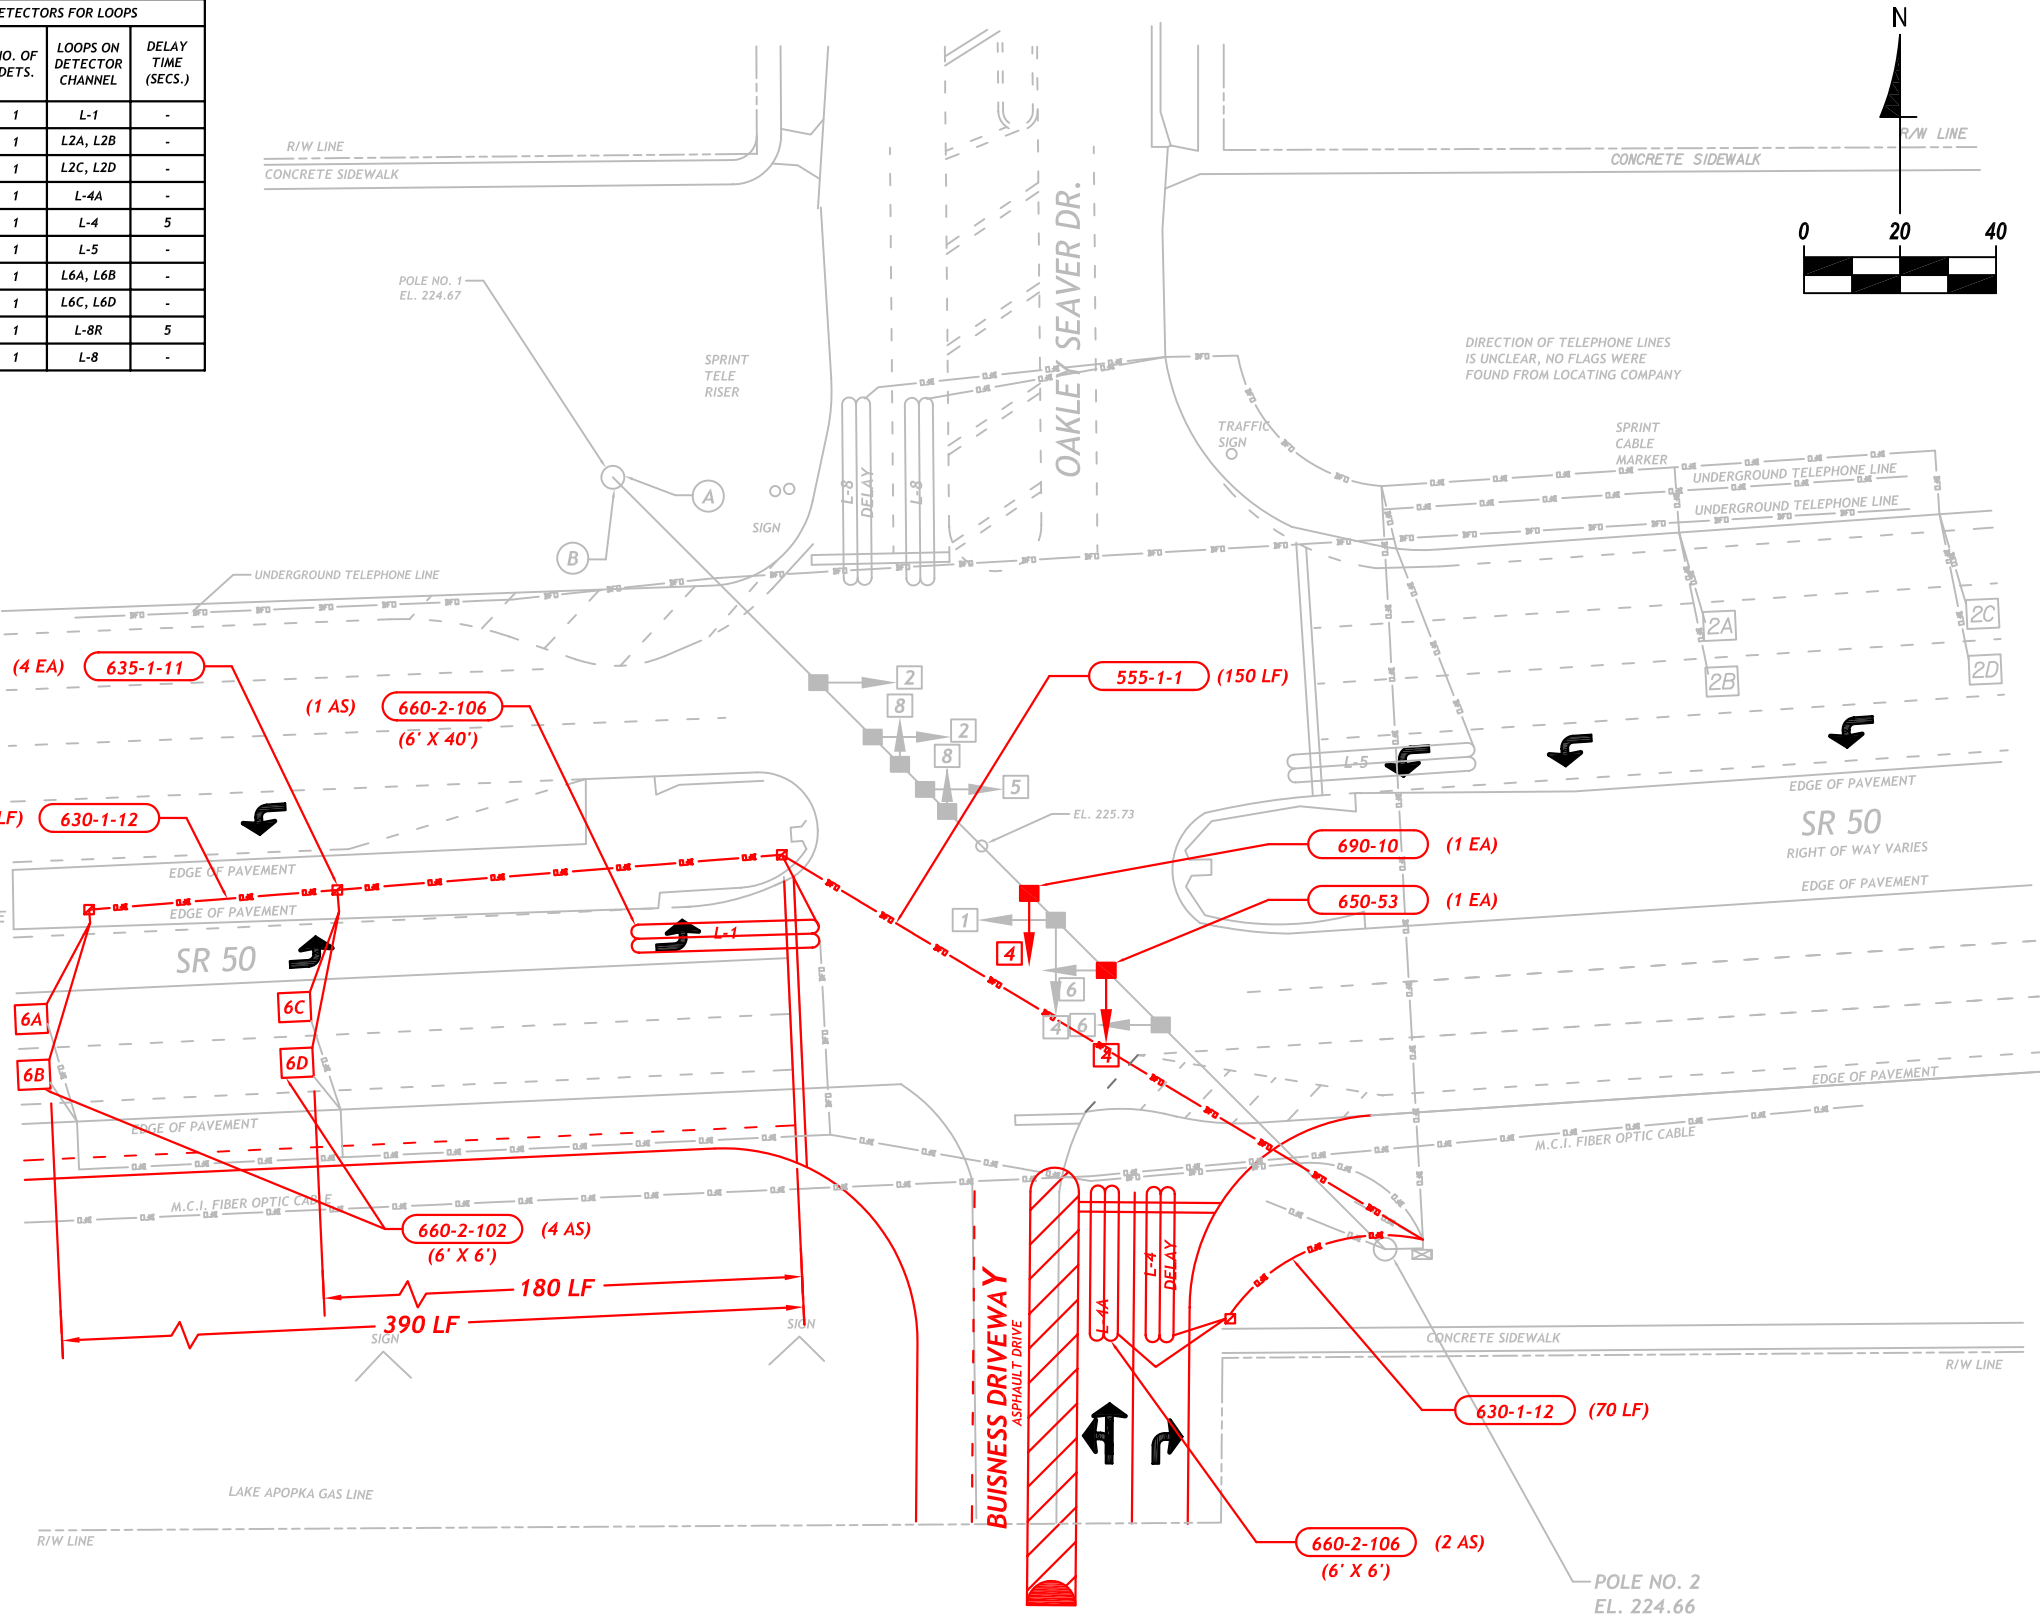 ETECTORS FOR LOOPS
NO. OF DETS.
LOOPS ON DETECTOR CHANNEL
DELAY TIME (SECS.)
1 L-1 -
1 L2A, L2B -
1 L2C, L2D -
1 L-4A -
1 L-4 5
1 L-5 -
1 L6A, L6B -
1 L6C, L6D -
1 L-8R 5
1 L-8 -
N
R/W LINE
CONCRETE SIDEWALK
R/W LINE
CONCRETE SIDEWALK
0 20 40
POLE NO. 1
EL. 224.67
OAKLEY SEAVER DR.
SPRINT
TELE
RISER
DIRECTION OF TELEPHONE LINES
IS UNCLEAR, NO FLAGS WERE
FOUND FROM LOCATING COMPANY
TRAFFIC
SIGN
SPRINT
CABLE
MARKER
UNDERGROUND TELEPHONE LINE
UNDERGROUND TELEPHONE LINE
A
B
SIGN
L-8
DELAY
L-8
UNDERGROUND TELEPHONE LINE
2A
2B
2C
2D
(4 EA) 635-1-11
(1 AS) 660-2-106
(6' X 40')
555-1-1 (150 LF)
2
8
2
8
5
L-5
EDGE OF PAVEMENT
SR 50
RIGHT OF WAY VARIES
EDGE OF PAVEMENT
EL. 225.73
LF) 630-1-12
EDGE OF PAVEMENT
EDGE OF PAVEMENT
SR 50
L-1
690-10 (1 EA)
650-53 (1 EA)
1
4
6
4
6
4
6A
6B
6C
6D
EDGE OF PAVEMENT
EDGE OF PAVEMENT
M.C.I. FIBER OPTIC CABLE
M.C.I. FIBER OPTIC CABLE
660-2-102 (4 AS)
(6' X 6')
180 LF
390 LF
SIGN
SIGN
BUISNESS DRIVEWAY
ASPHAULT DRIVE
L-4A
L-4
DELAY
CONCRETE SIDEWALK
R/W LINE
630-1-12 (70 LF)
LAKE APOPKA GAS LINE
R/W LINE
660-2-106 (2 AS)
(6' X 6')
POLE NO. 2
EL. 224.66